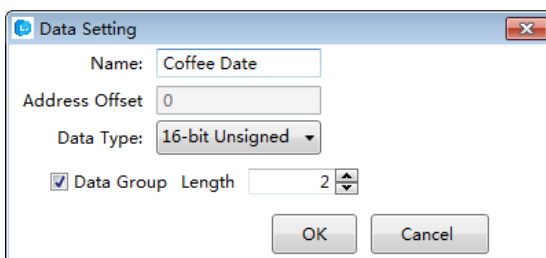 Data Setting
Name: Coffee Date
Address Offset 0
Data Type: 16-bit Unsigned
Data Group Length 2
OK Cancel